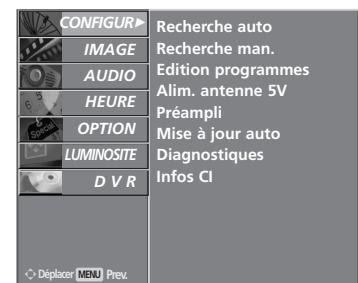 CONFIGUR►
IMAGE
AUDIO
HEURE
OPTION
LUMINOSITE
D V R
Déplacer MENU Prev.
Recherche auto
Recherche man.
Edition programmes
Alim. antenne 5V
Préampli
Mise à jour auto
Diagnostiques
Infos CI